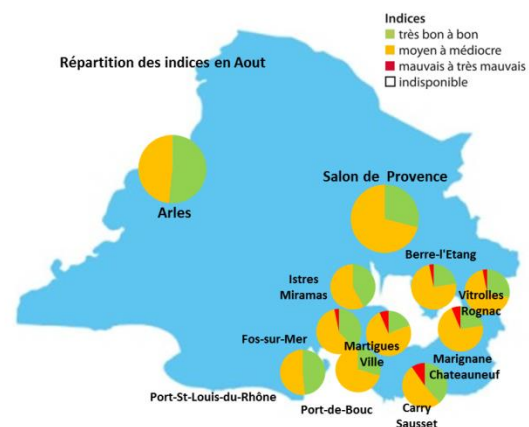 Indices
très bon à bon
moyen à médiocre
mauvais à très mauvais
indisponible
Répartition des indices en Aout
Arles
Salon de Provence
Berre-l'Etang
Istres
Miramas
Vitrolles
Rognac
Fos-sur-Mer
Martigues
Ville
Marignane
Chateauneuf
Port-St-Louis-du-Rhône
Port-de-Bouc
Carry
Sausset